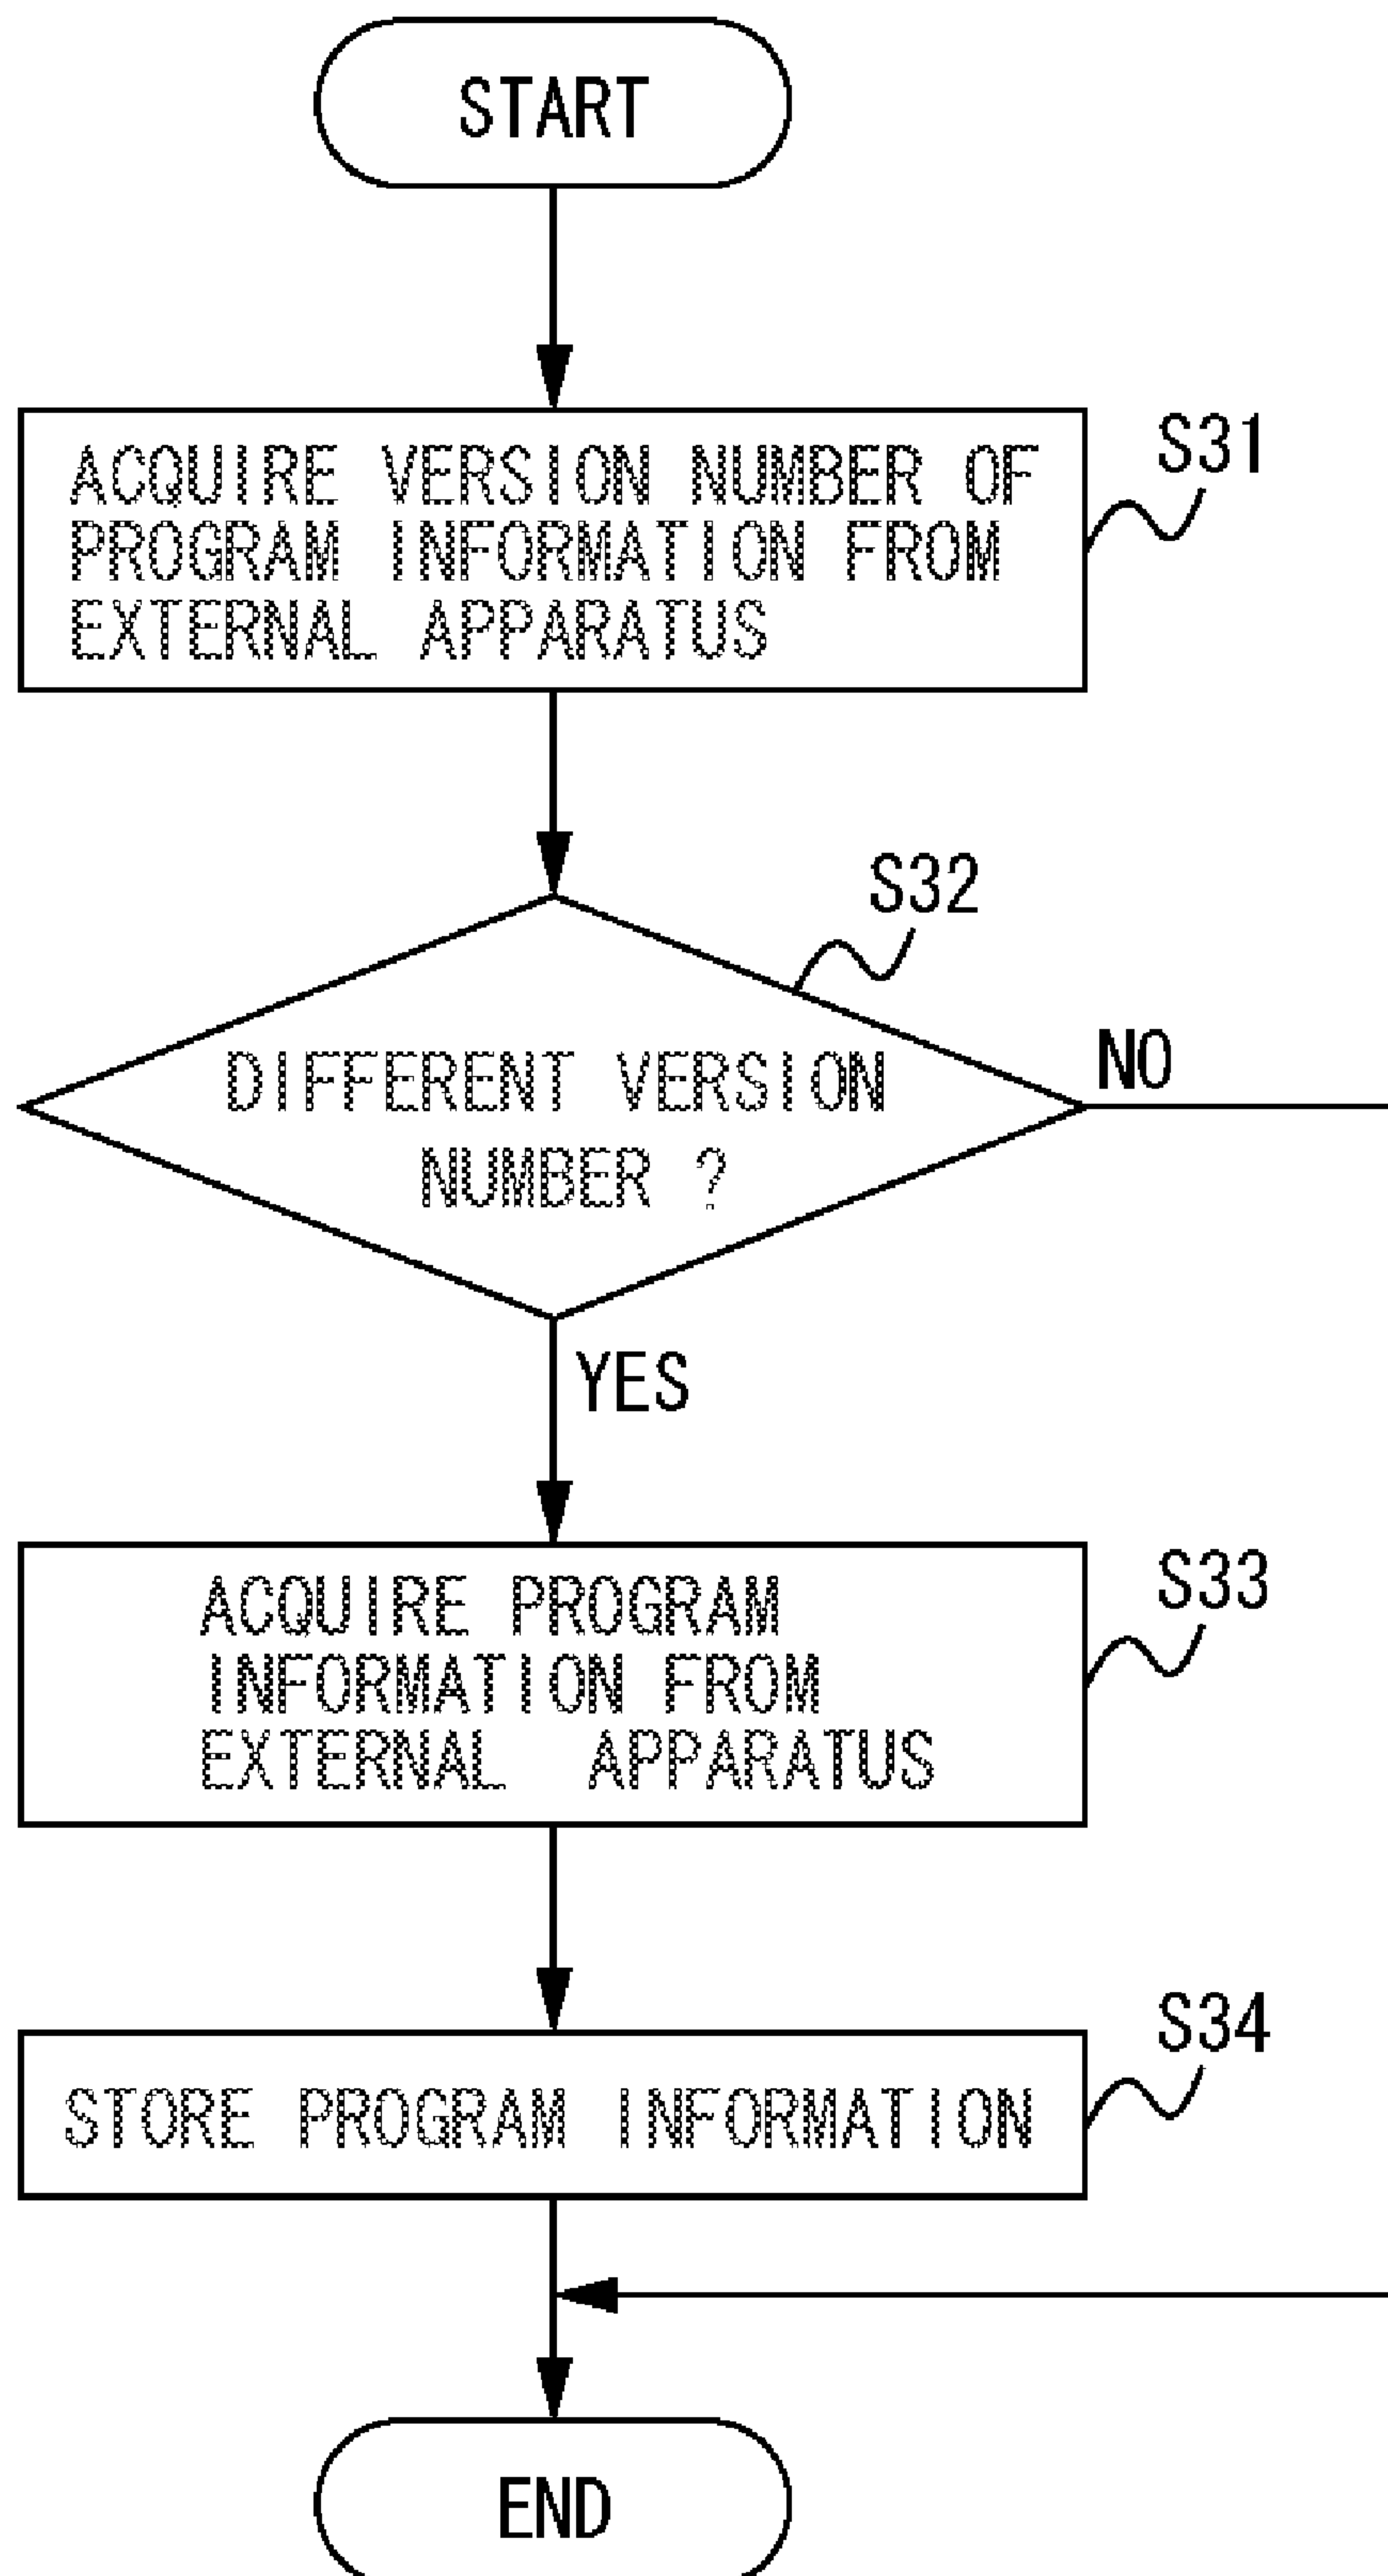 START
ACQUIRE VERSION NUMBER OF
PROGRAM INFORMATION FROM
EXTERNAL APPARATUS
S31
S32
DIFFERENT VERSION
NUMBER ?
NO
YES
ACQUIRE PROGRAM
INFORMATION FROM
EXTERNAL APPARATUS
S33
STORE PROGRAM INFORMATION
S34
END